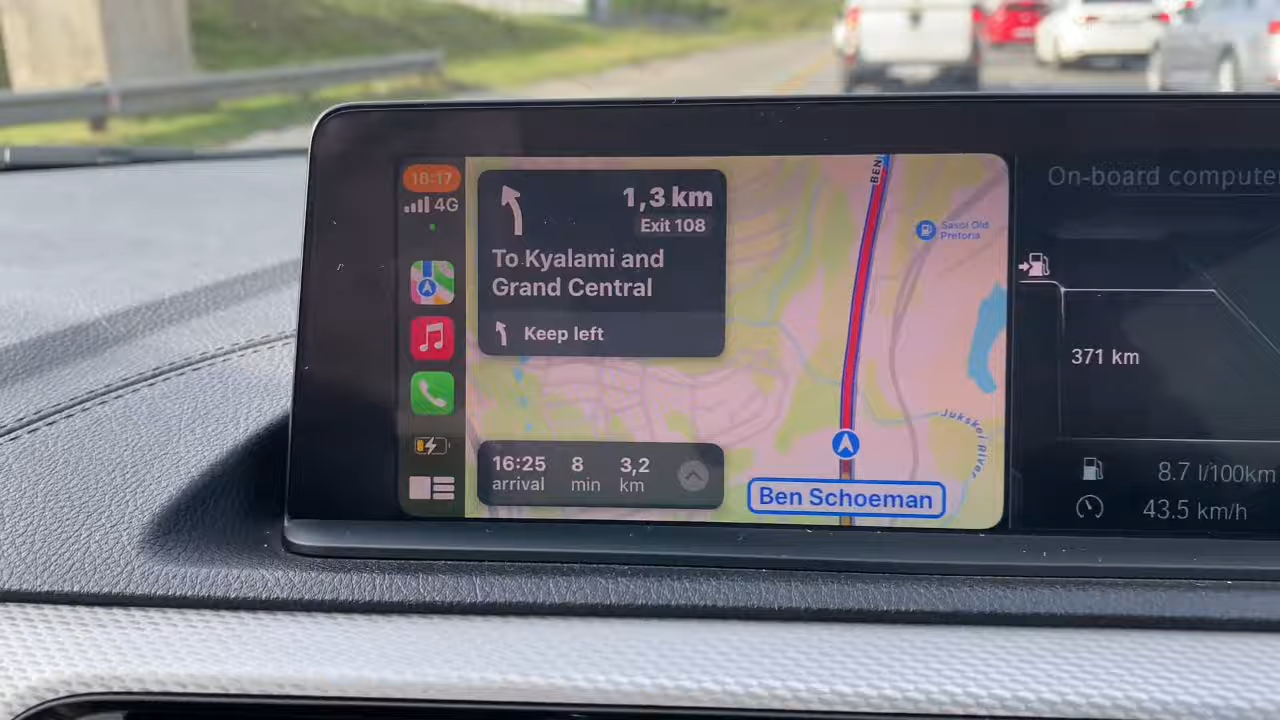 16:17
4G
1,3 km
Exit 108
To Kyalami and
Grand Central
Keep left
16:25
arrival
8
min
3,2
km
BEN
Sasol Old
Pretoria
Jukskei River
Ben Schoeman
On-board computer
371 km
8.7 l/100km
43.5 km/h